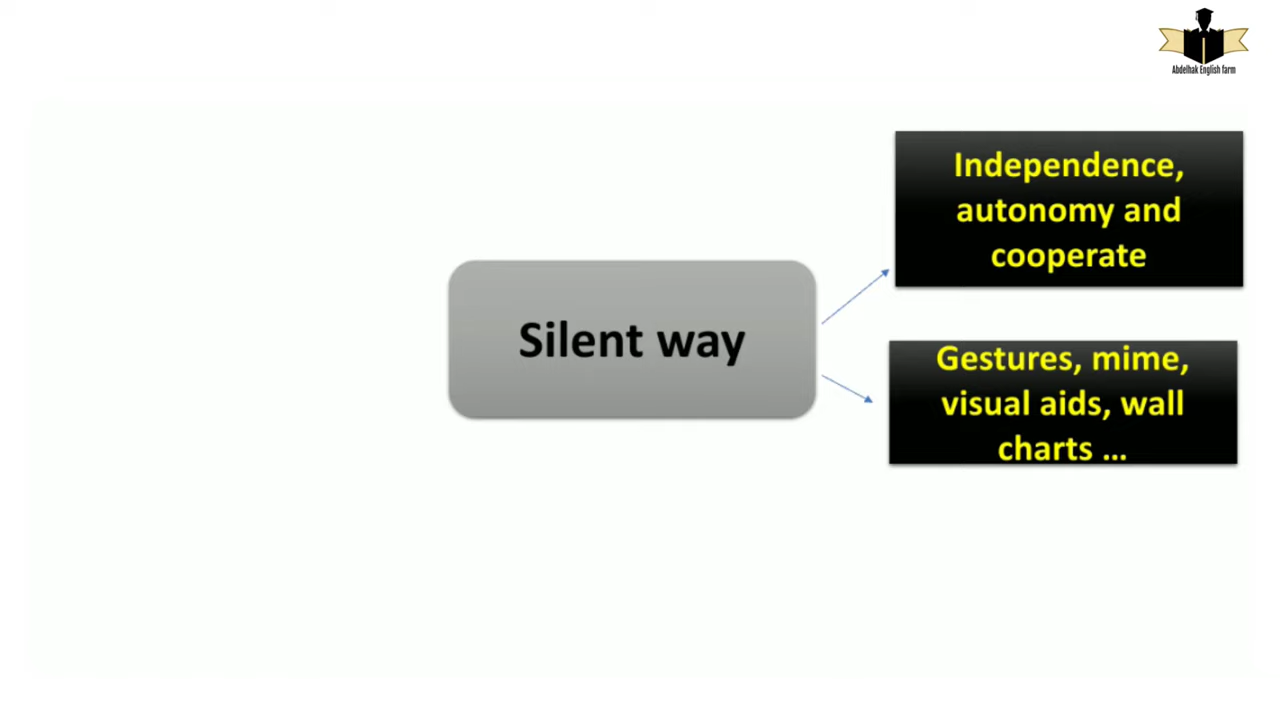 Abdelhak English farm
Independence,
autonomy and
cooperate
Silent way
Gestures, mime,
visual aids, wall
charts ...